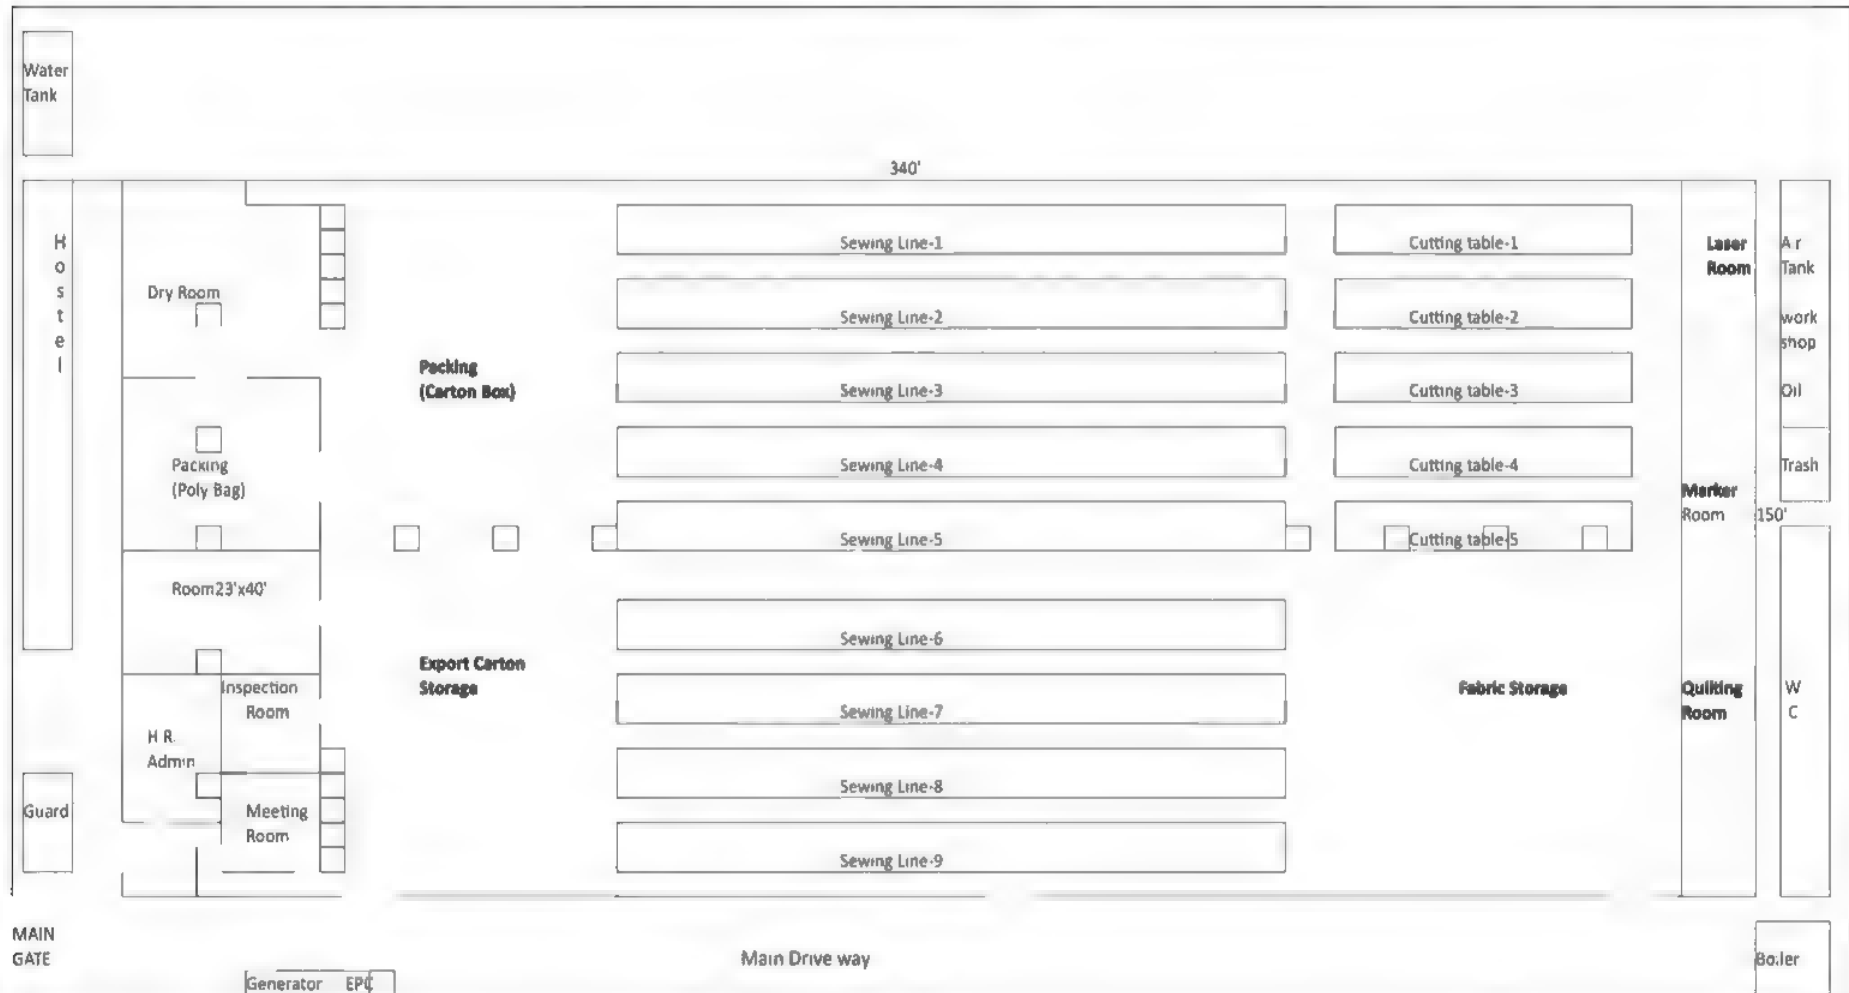 Water
Tank
340'
Hostel
Sewing Line-1
Cutting table-1
Laser
Room
Air
Tank
Dry Room
Sewing Line-2
Cutting table-2
work
shop
Packing
(Carton Box)
Sewing Line-3
Cutting table-3
Oil
Packing
(Poly Bag)
Sewing Line-4
Cutting table-4
Trash
Marker
Room
150'
Sewing Line-5
Cutting table-5
Room23'x40'
Sewing Line-6
Export Carton
Storage
Inspection
Room
Sewing Line-7
Fabric Storage
Quilting
Room
W
C
H R
Admin
Sewing Line-8
Guard
Meeting
Room
Sewing Line-9
MAIN
GATE
Main Drive way
Boiler
Generator EPC